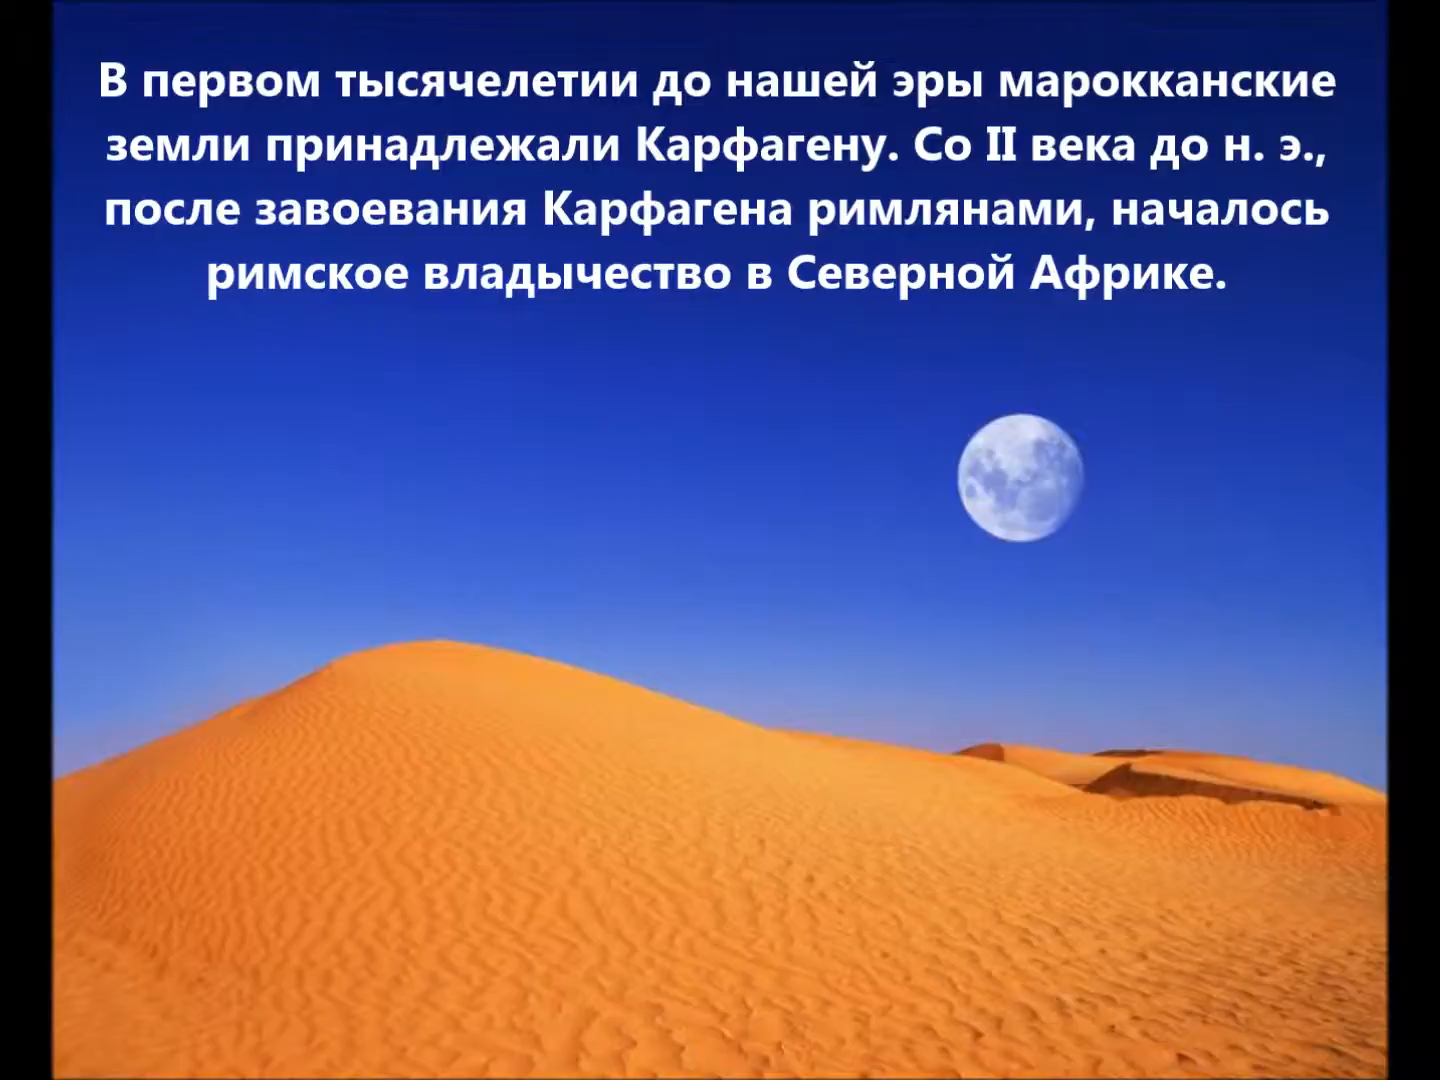 В первом тысячелетии до нашей эры марокканские
земли принадлежали Карфагену. Со II века до н. э.,
после завоевания Карфагена римлянами, началось
римское владычество в Северной Африке.